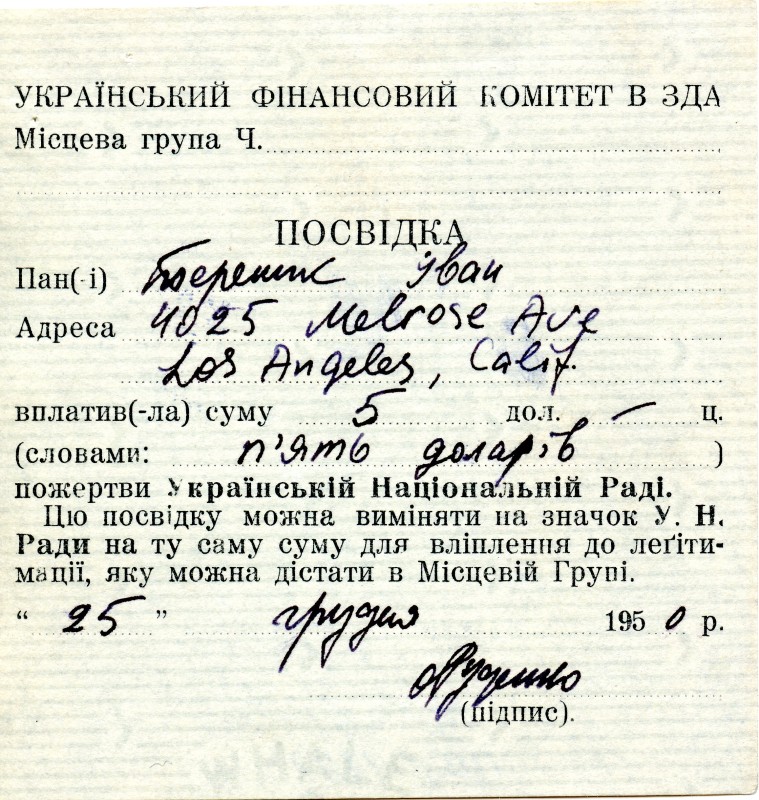 УКРАЇНСЬКИЙ ФІНАНСОВИЙ КОМІТЕТ В ЗДА
Місцева група Ч.
ПОСВІДКА
Пан(-і) Іван
Адреса 4025 Melrose Ave
Los Angeles, Calif.
вплатив(-ла) суму 5 дол. — ц.
(словами: п'ять доларів)
пожертви Українській Національній Раді.
Цю посвідку можна виміняти на значок У. Н.
Ради на ту саму суму для вліплення до леґіти-
мації, яку можна дістати в Місцевій Групі.
“ 25 ” грудня 1950 р.
(підпис).